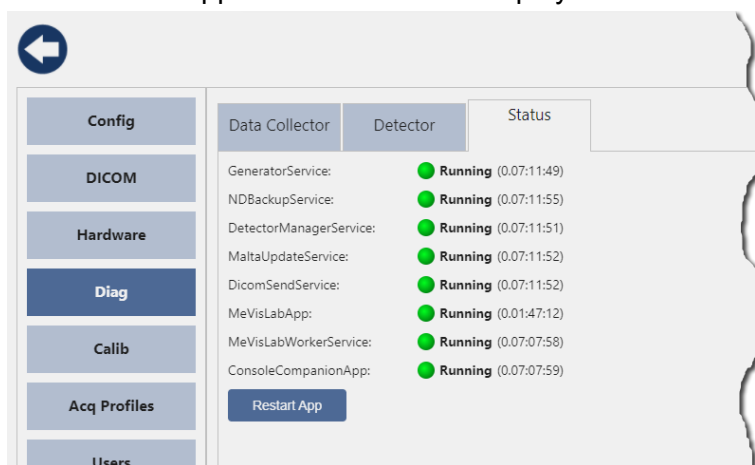 Config
DICOM
Hardware
Diag
Calib
Acq Profiles
Users
Data Collector Detector Status
GeneratorService: Running (0.07:11:49)
NDBackupService: Running (0.07:11:55)
DetectorManagerService: Running (0.07:11:51)
MaltaUpdateService: Running (0.07:11:52)
DicomSendService: Running (0.07:11:52)
MeVisLabApp: Running (0.01:47:12)
MeVisLabWorkerService: Running (0.07:07:58)
ConsoleCompanionApp: Running (0.07:07:59)
Restart App